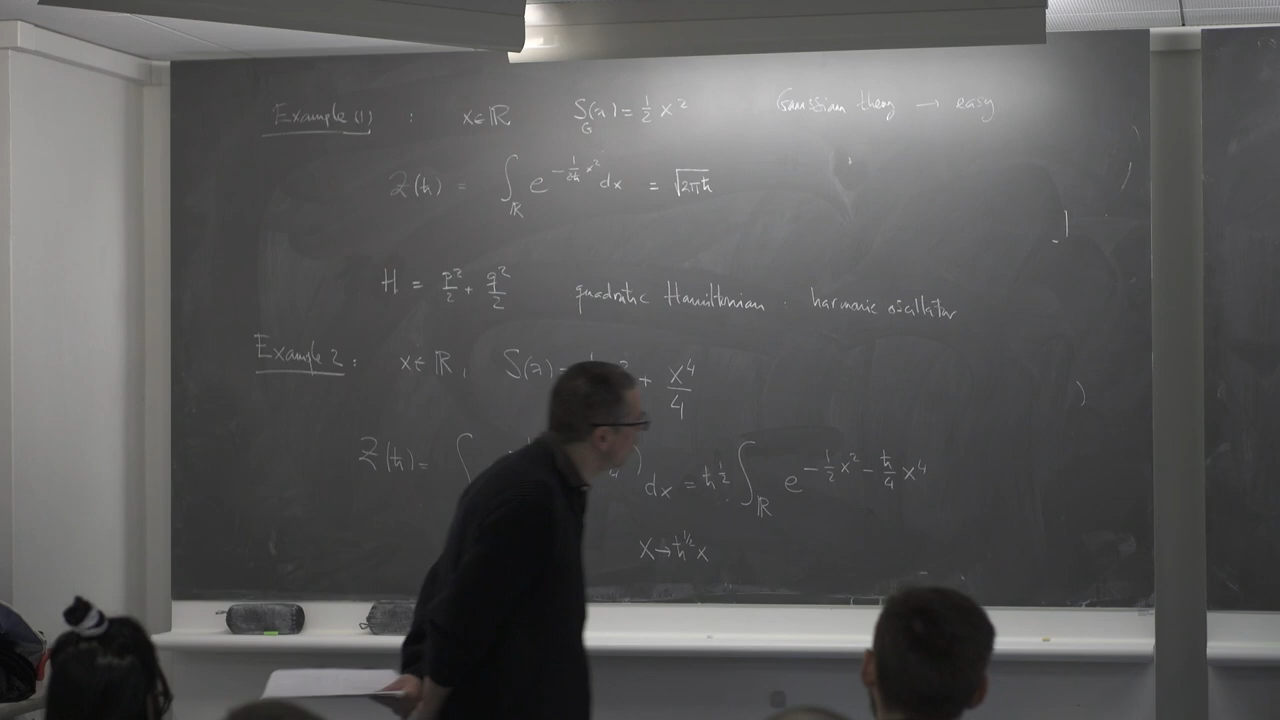 Example (1) : x∈ℝ S_G(x) = 1/2 x² Gaussian theory → easy
Z(ħ) = ∫_ℝ e^{-1/2ħ x²} dx = √2πħ
H = p²/2 + q²/2 quadratic Hamiltonian . harmonic oscillator
Example 2 : x∈ℝ, S(x) = ² + x⁴/4
Z(ħ) = ∫ ) dx = ħ^{1/2} ∫_ℝ e^{-1/2 x² - ħ/4 x⁴}
x→ħ^{1/2}x